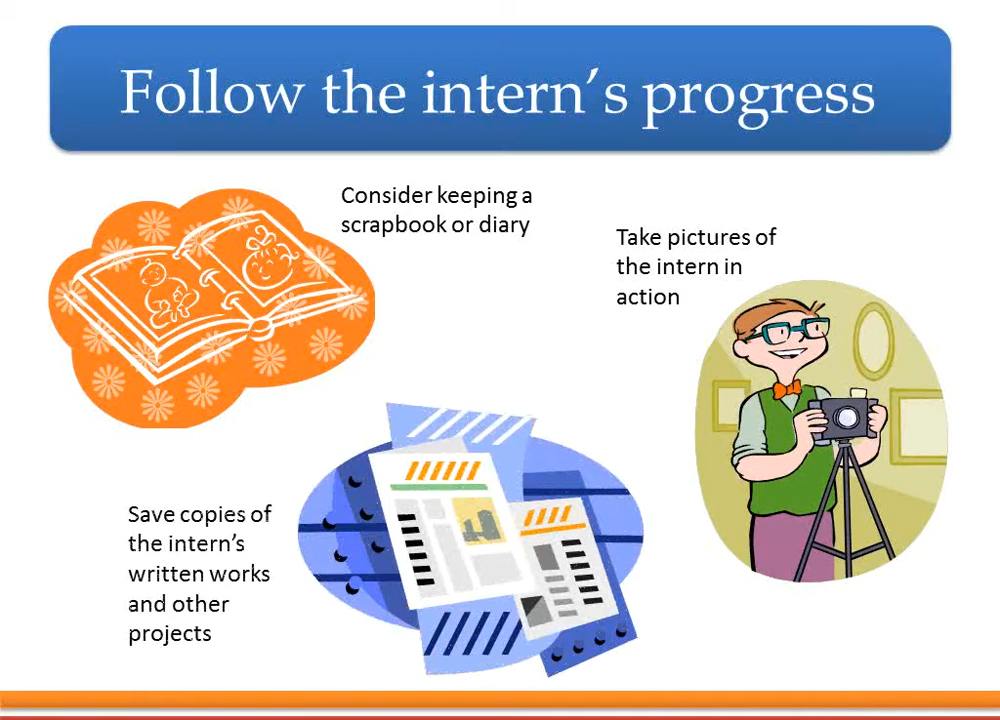 Follow the intern’s progress
Consider keeping a
scrapbook or diary
Take pictures of
the intern in
action
Save copies of
the intern’s
written works
and other
projects